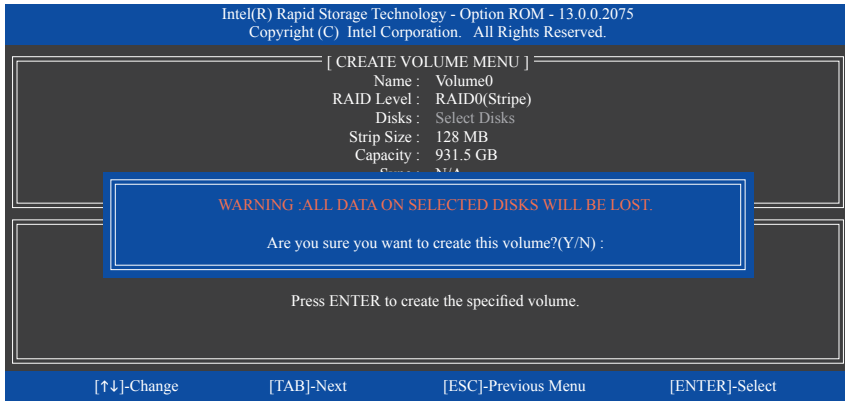 Intel(R) Rapid Storage Technology - Option ROM - 13.0.0.2075
Copyright (C) Intel Corporation. All Rights Reserved.
[ CREATE VOLUME MENU ]
Name : Volume0
RAID Level : RAID0(Stripe)
Disks : Select Disks
Strip Size : 128 MB
Capacity : 931.5 GB
WARNING :ALL DATA ON SELECTED DISKS WILL BE LOST.
Are you sure you want to create this volume?(Y/N) :
Press ENTER to create the specified volume.
[↑↓]-Change [TAB]-Next [ESC]-Previous Menu [ENTER]-Select